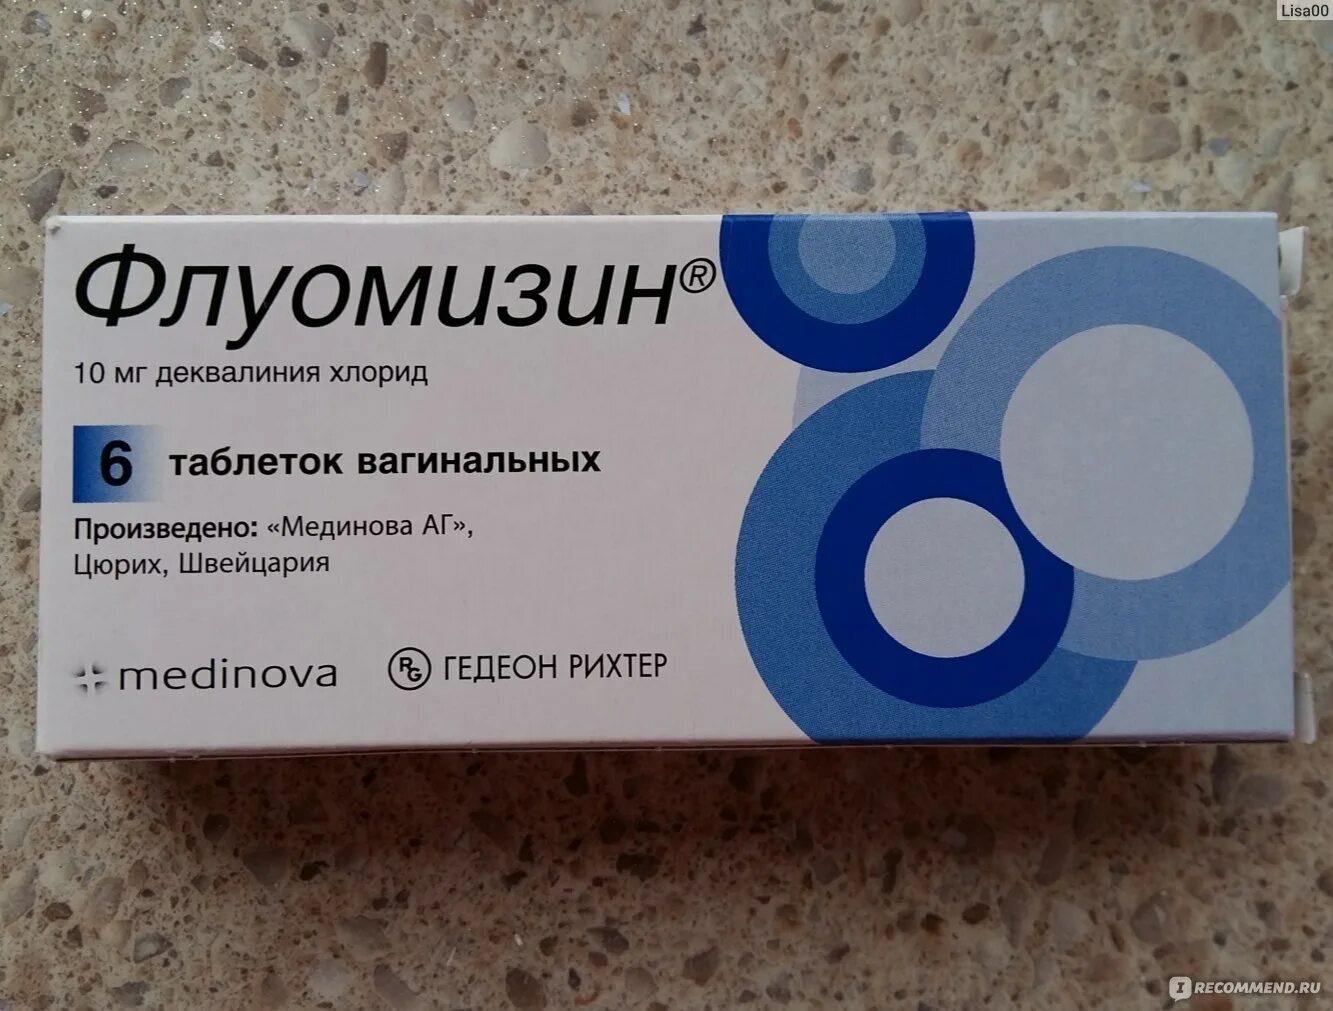 Lisa00
Флуомизин®
10 мг деквалиния хлорид
6 таблеток вагинальных
Произведено: «Мединова АГ»,
Цюрих, Швейцария
medinova
RG ГЕДЕОН РИХТЕР
I RECOMMEND.RU